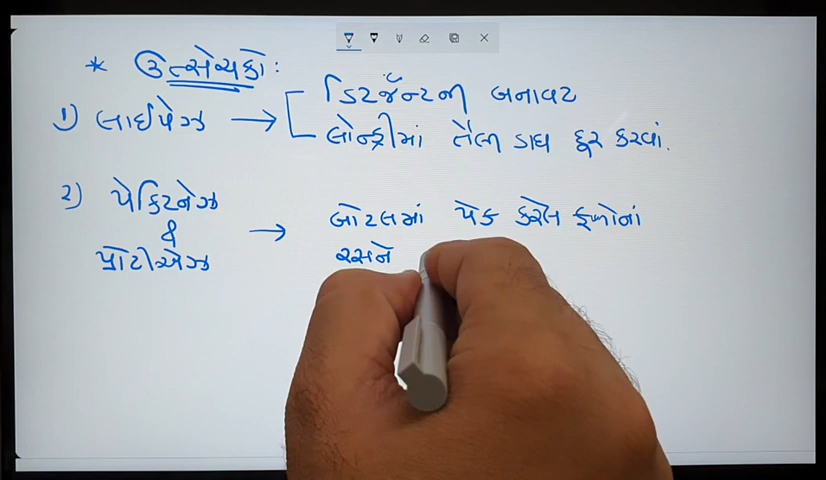 * ઉત્સેચકો :
1) લાઈપેઝ → ડિટર્જન્ટની બનાવટ
લોન્ડ્રીમાં તૈલી ડાઘ દૂર કરવાં.
2) પેક્ટિનેઝ & પ્રોટીએઝ → બોટલમાં પેક કરેલ ફળોનાં
રસને